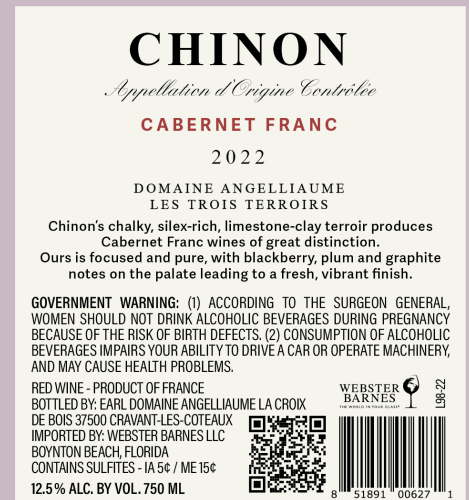 CHINON
Appellation d'Origine Contrôlée
CABERNET FRANC
2022
DOMAINE ANGELLIAUME
LES TROIS TERROIRS
Chinon's chalky, silex-rich, limestone-clay terroir produces
Cabernet Franc wines of great distinction.
Ours is focused and pure, with blackberry, plum and graphite
notes on the palate leading to a fresh, vibrant finish.
GOVERNMENT WARNING: (1) ACCORDING TO THE SURGEON GENERAL,
WOMEN SHOULD NOT DRINK ALCOHOLIC BEVERAGES DURING PREGNANCY
BECAUSE OF THE RISK OF BIRTH DEFECTS. (2) CONSUMPTION OF ALCOHOLIC
BEVERAGES IMPAIRS YOUR ABILITY TO DRIVE A CAR OR OPERATE MACHINERY,
AND MAY CAUSE HEALTH PROBLEMS.
RED WINE - PRODUCT OF FRANCE
BOTTLED BY: EARL DOMAINE ANGELLIAUME LA CROIX
DE BOIS 37500 CRAVANT-LES-COTEAUX
IMPORTED BY: WEBSTER BARNES LLC
BOYNTON BEACH, FLORIDA
CONTAINS SULFITES - IA 5¢ / ME 15¢
12.5% ALC. BY VOL. 750 ML
WEBSTER
BARNES
THE WORLD IN YOUR GLASS
L98-22
8 51891 00627 1